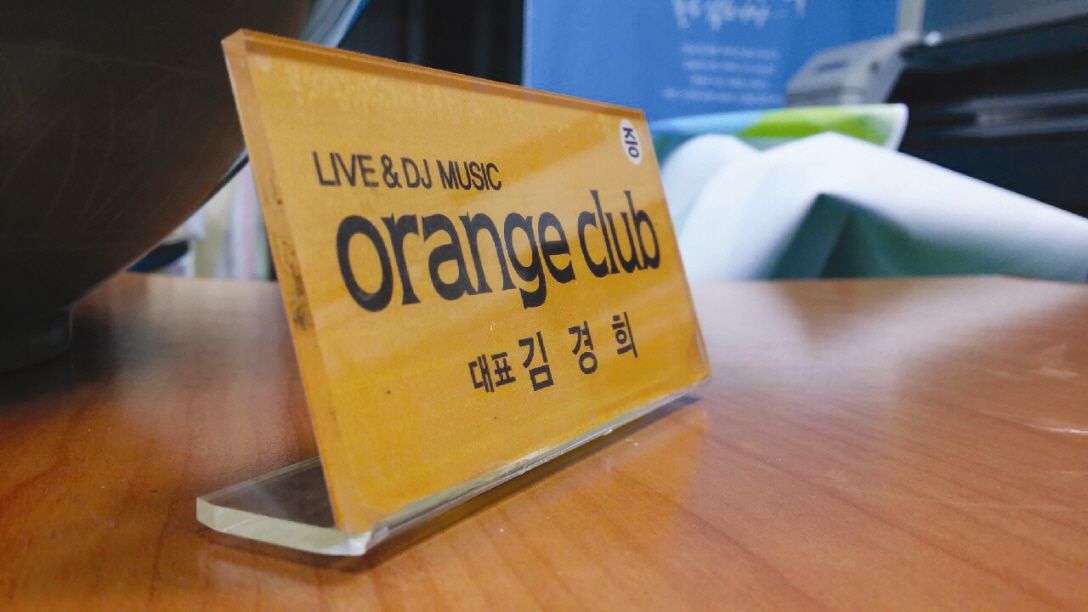 LIVE & DJ MUSIC
orange club
대표 김 경 희